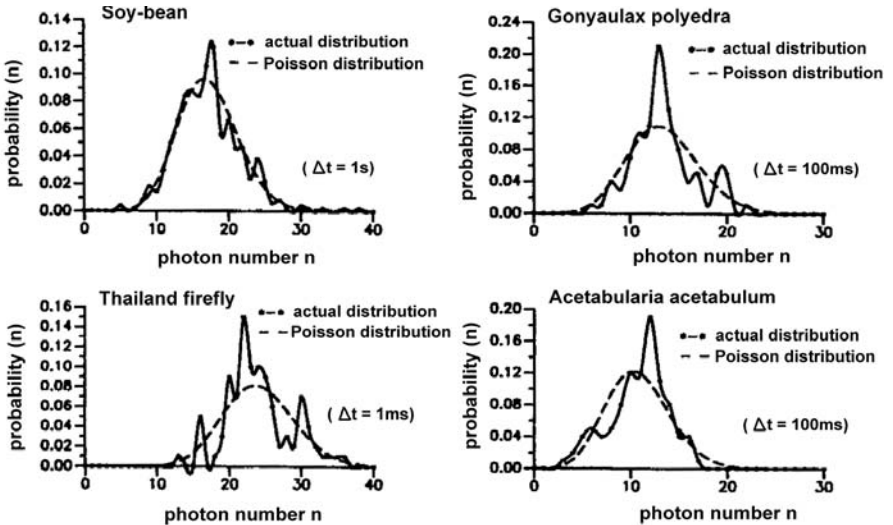 Soy-bean
0.14
0.12
0.10
0.08
0.06
0.04
0.02
0.00
probability (n)
actual distribution
Poisson distribution
( Δt = 1s)
0 10 20 30 40
photon number n
Gonyaulax polyedra
0.24
0.20
0.16
0.12
0.08
0.04
0.00
probability (n)
actual distribution
Poisson distribution
( Δt = 100ms)
0 10 20 30
photon number n
Thailand firefly
0.16
0.14
0.12
0.10
0.08
0.06
0.04
0.02
0.00
probability (n)
actual distribution
Poisson distribution
( Δt = 1ms)
0 10 20 30 40
photon number n
Acetabularia acetabulum
0.20
0.16
0.12
0.08
0.04
0.00
probability (n)
actual distribution
Poisson distribution
( Δt = 100ms)
0 10 20 30
photon number n